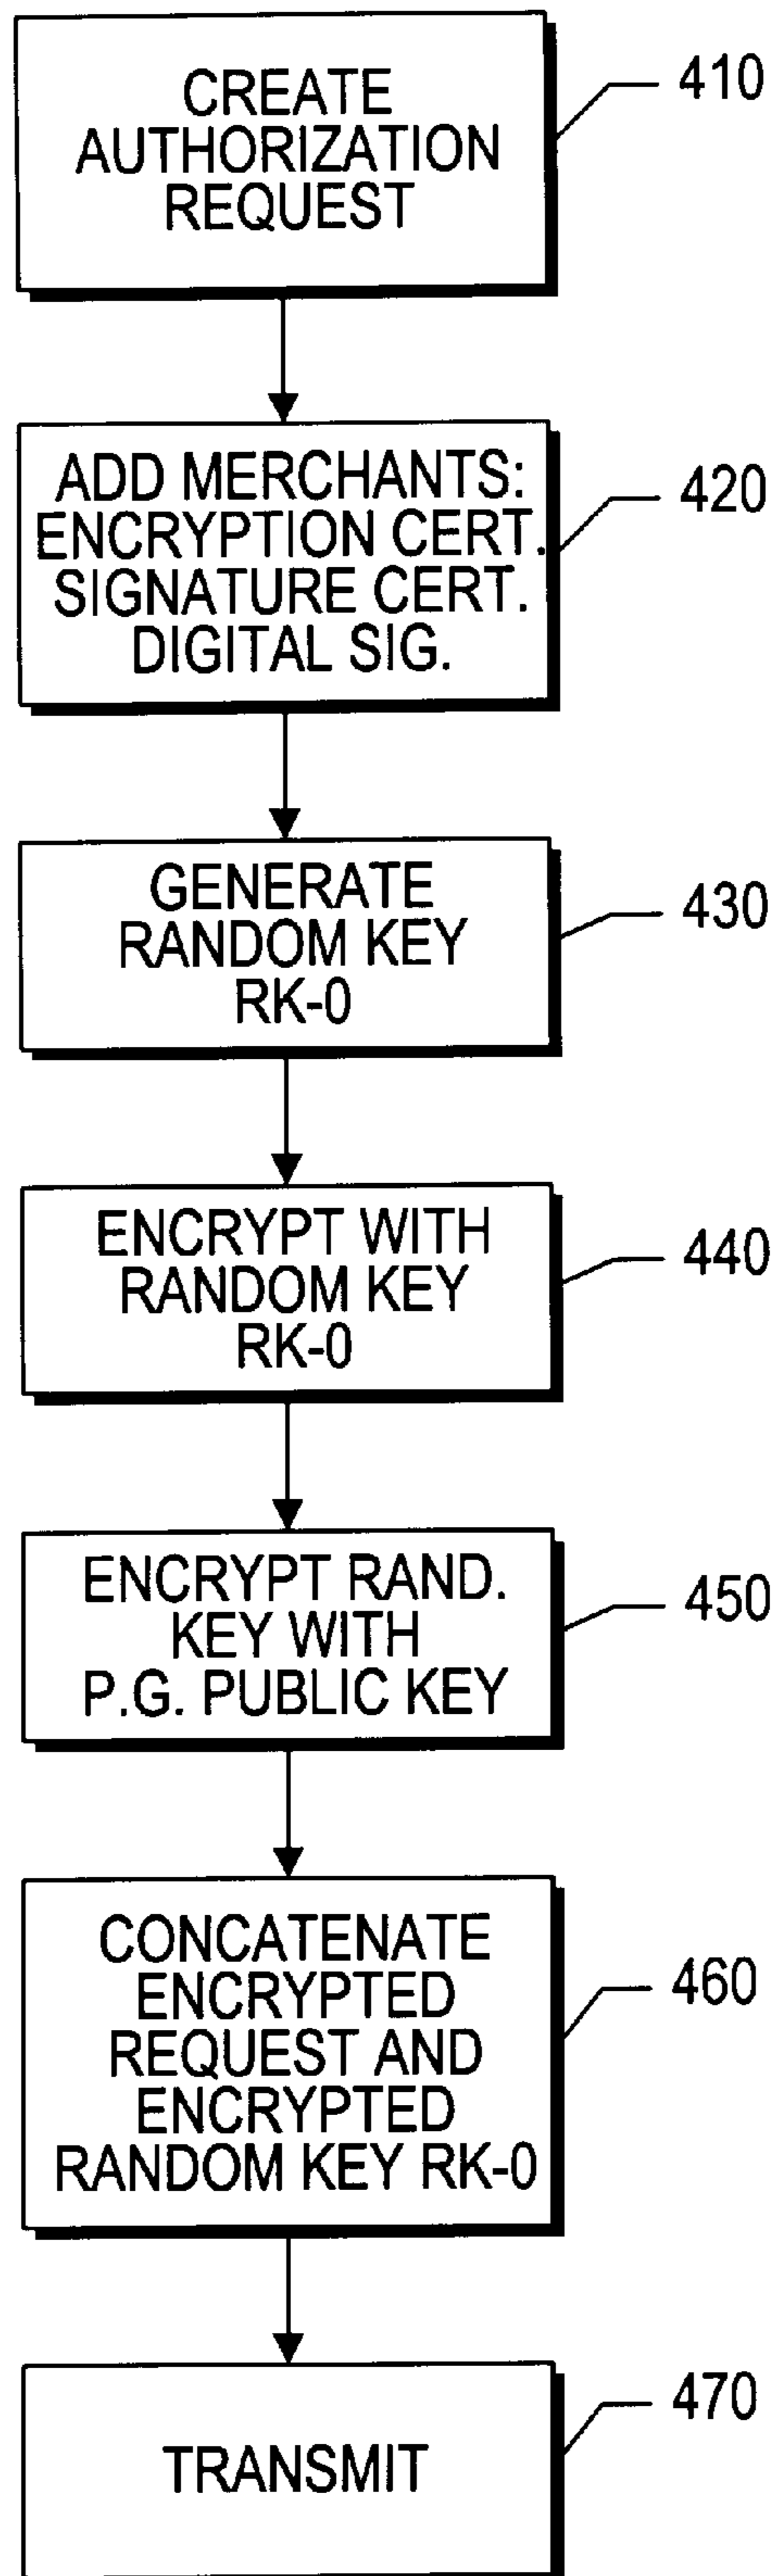 CREATE
AUTHORIZATION
REQUEST
410
ADD MERCHANTS:
ENCRYPTION CERT.
SIGNATURE CERT.
DIGITAL SIG.
420
GENERATE
RANDOM KEY
RK-0
430
ENCRYPT WITH
RANDOM KEY
RK-0
440
ENCRYPT RAND.
KEY WITH
P.G. PUBLIC KEY
450
CONCATENATE
ENCRYPTED
REQUEST AND
ENCRYPTED
RANDOM KEY RK-0
460
TRANSMIT
470